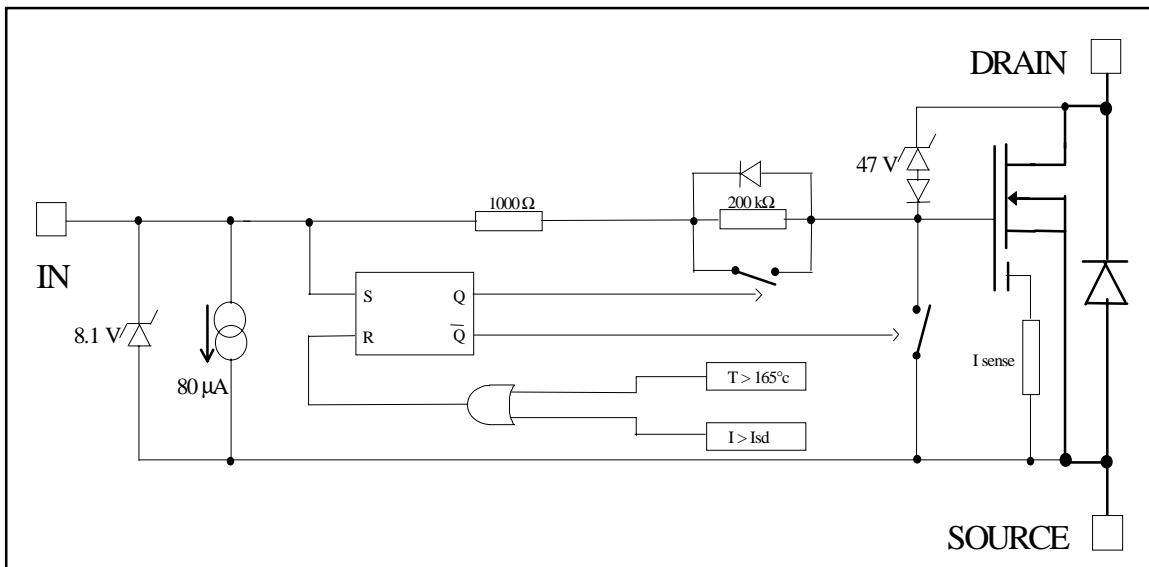 DRAIN
47 V
1000 Ω
200 kΩ
IN
S
Q
R
Q̅
8.1 V
80 µA
I sense
T > 165°c
I > Isd
SOURCE